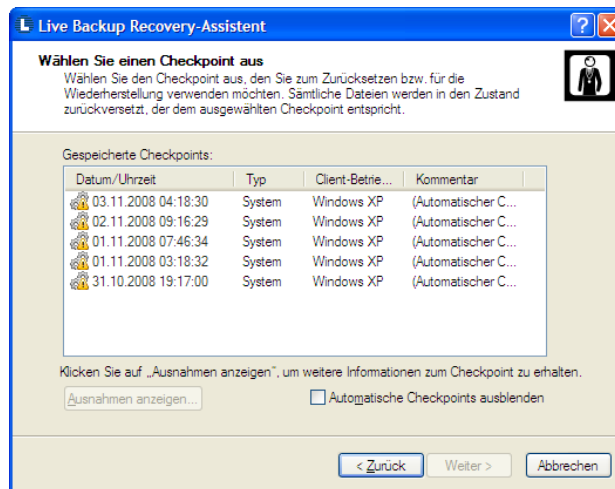 Live Backup Recovery-Assistent
Wählen Sie einen Checkpoint aus
Wählen Sie den Checkpoint aus, den Sie zum Zurücksetzen bzw. für die
Wiederherstellung verwenden möchten. Sämtliche Dateien werden in den Zustand
zurückversetzt, der dem ausgewählten Checkpoint entspricht.
Gespeicherte Checkpoints:
Datum/Uhrzeit Typ Client-Betrie... Kommentar
03.11.2008 04:18:30 System Windows XP (Automatischer C...
02.11.2008 09:16:29 System Windows XP (Automatischer C...
01.11.2008 07:46:34 System Windows XP (Automatischer C...
01.11.2008 03:18:32 System Windows XP (Automatischer C...
31.10.2008 19:17:00 System Windows XP (Automatischer C...
Klicken Sie auf „Ausnahmen anzeigen", um weitere Informationen zum Checkpoint zu erhalten.
Ausnahmen anzeigen... Automatische Checkpoints ausblenden
< Zurück Weiter > Abbrechen